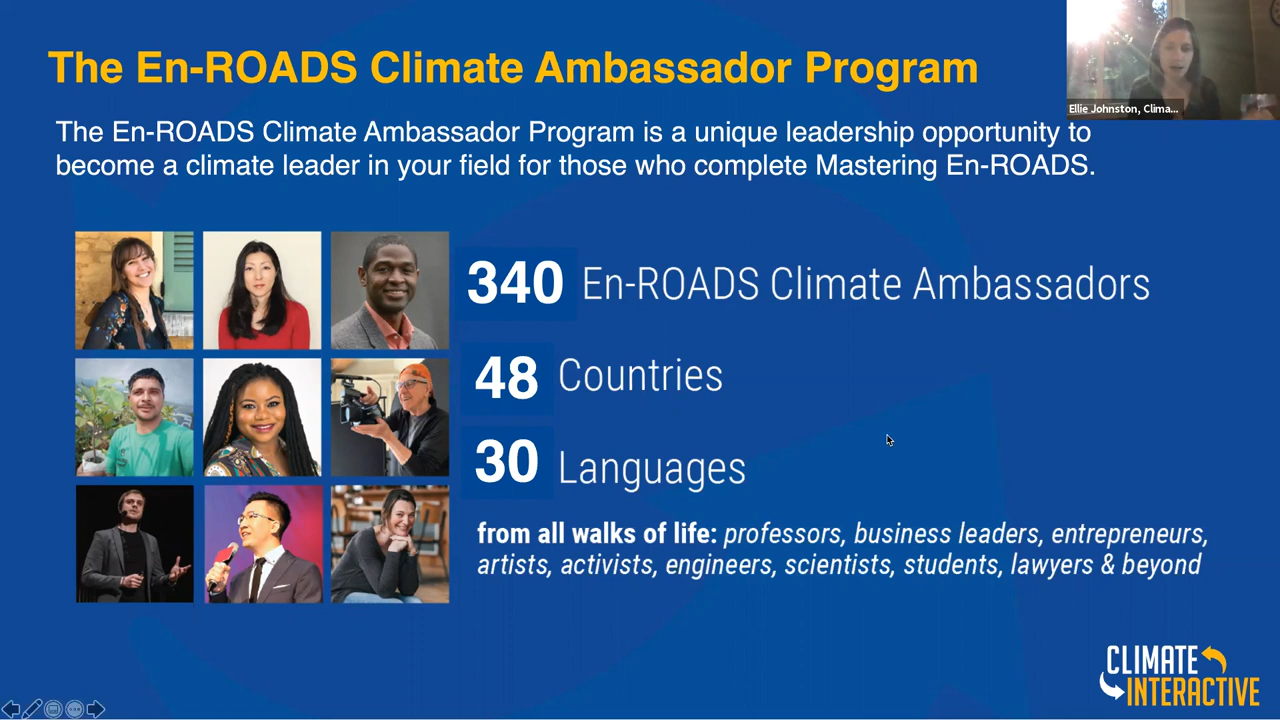 The En-ROADS Climate Ambassador Program
Ellie Johnston, Clima...
The En-ROADS Climate Ambassador Program is a unique leadership opportunity to
become a climate leader in your field for those who complete Mastering En-ROADS.
340 En-ROADS Climate Ambassadors
48 Countries
30 Languages
from all walks of life: professors, business leaders, entrepreneurs,
artists, activists, engineers, scientists, students, lawyers & beyond
CLIMATE
INTERACTIVE